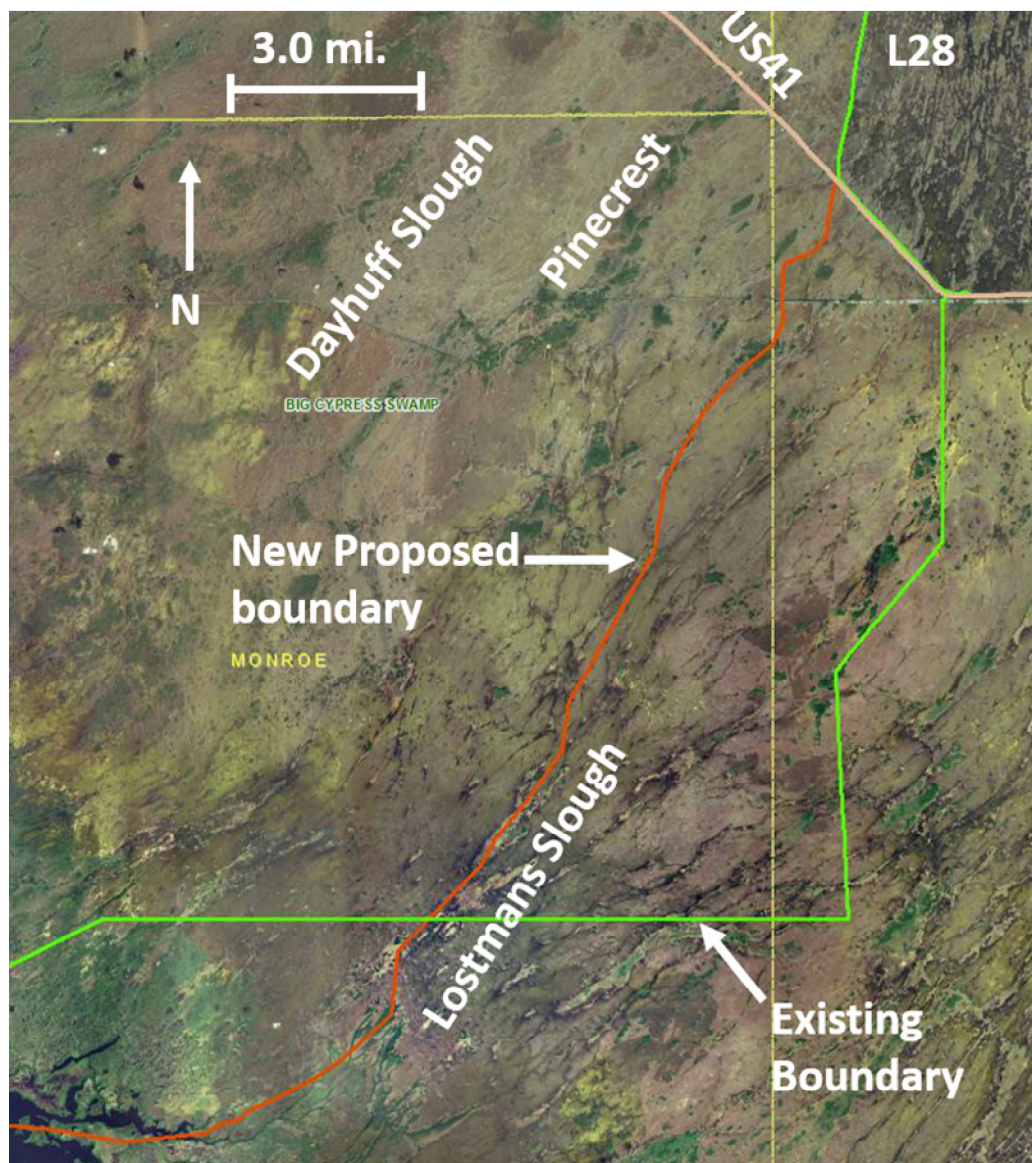 3.0 mi.
US41
L28
Dayhuff Slough
Pinecrest
N
BIG CYPRESS SWAMP
New Proposed
boundary
MONROE
Lostmans Slough
Existing
Boundary